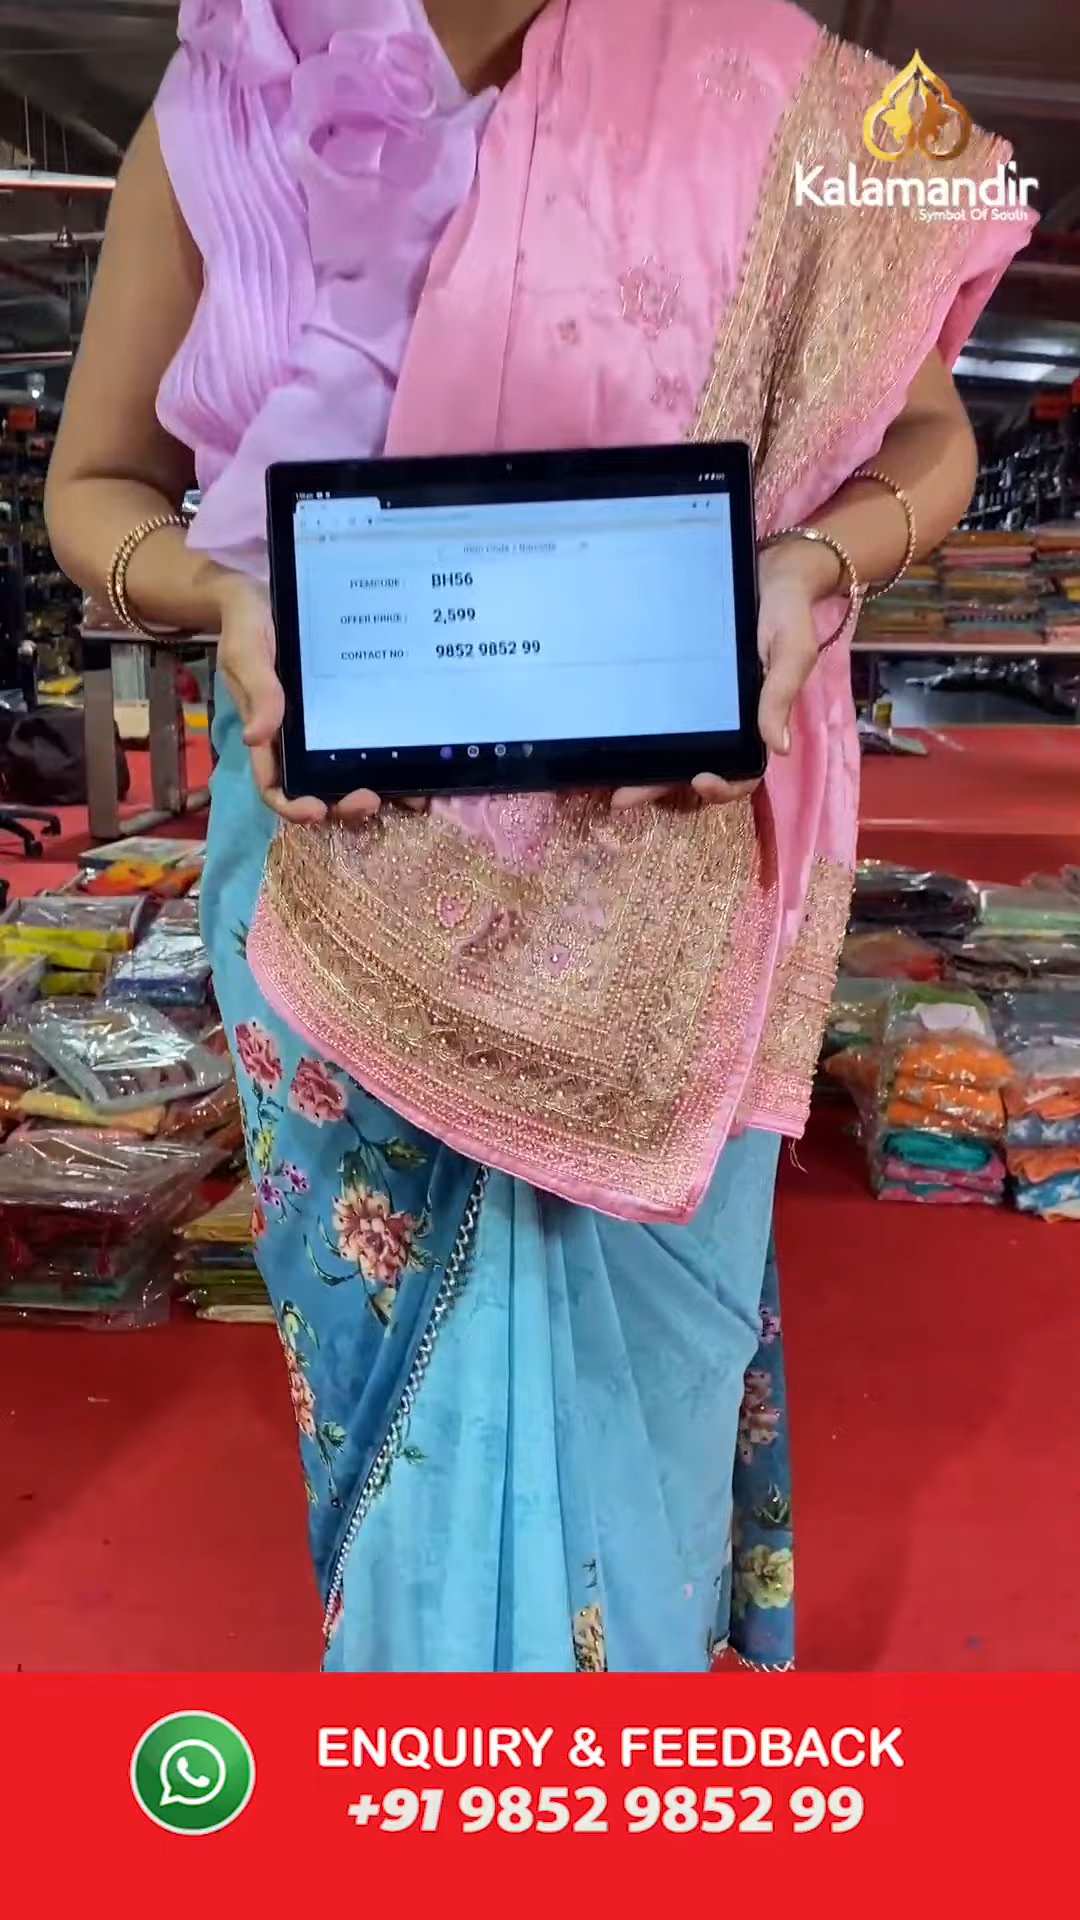 Kalamandir
Symbol Of South
ITEMCODE : BH56
OFFER PRICE : 2,599
CONTACT NO : 9852 9852 99
ENQUIRY & FEEDBACK
+91 9852 9852 99